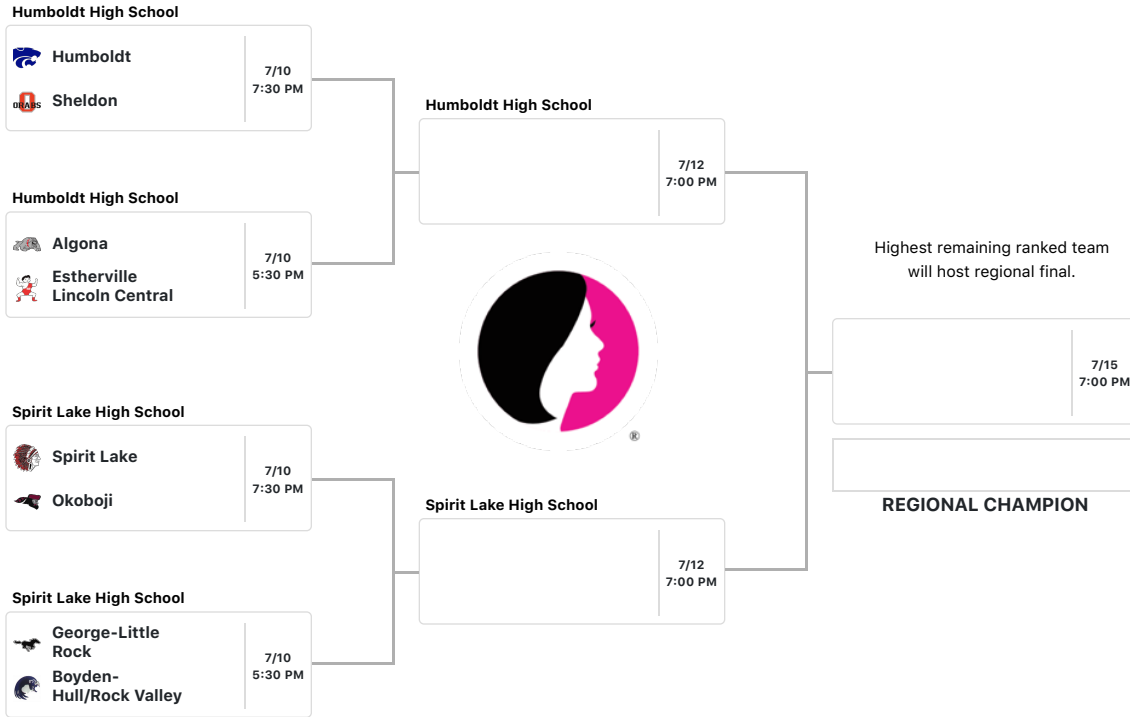 Humboldt High School
Humboldt
Sheldon
7/10
7:30 PM
Humboldt High School
Algona
Estherville
Lincoln Central
7/10
5:30 PM
Spirit Lake High School
Spirit Lake
Okoboji
7/10
7:30 PM
Spirit Lake High School
George-Little
Rock
Boyden-
Hull/Rock Valley
7/10
5:30 PM
Humboldt High School
7/12
7:00 PM
®
Spirit Lake High School
7/12
7:00 PM
Highest remaining ranked team
will host regional final.
7/15
7:00 PM
REGIONAL CHAMPION